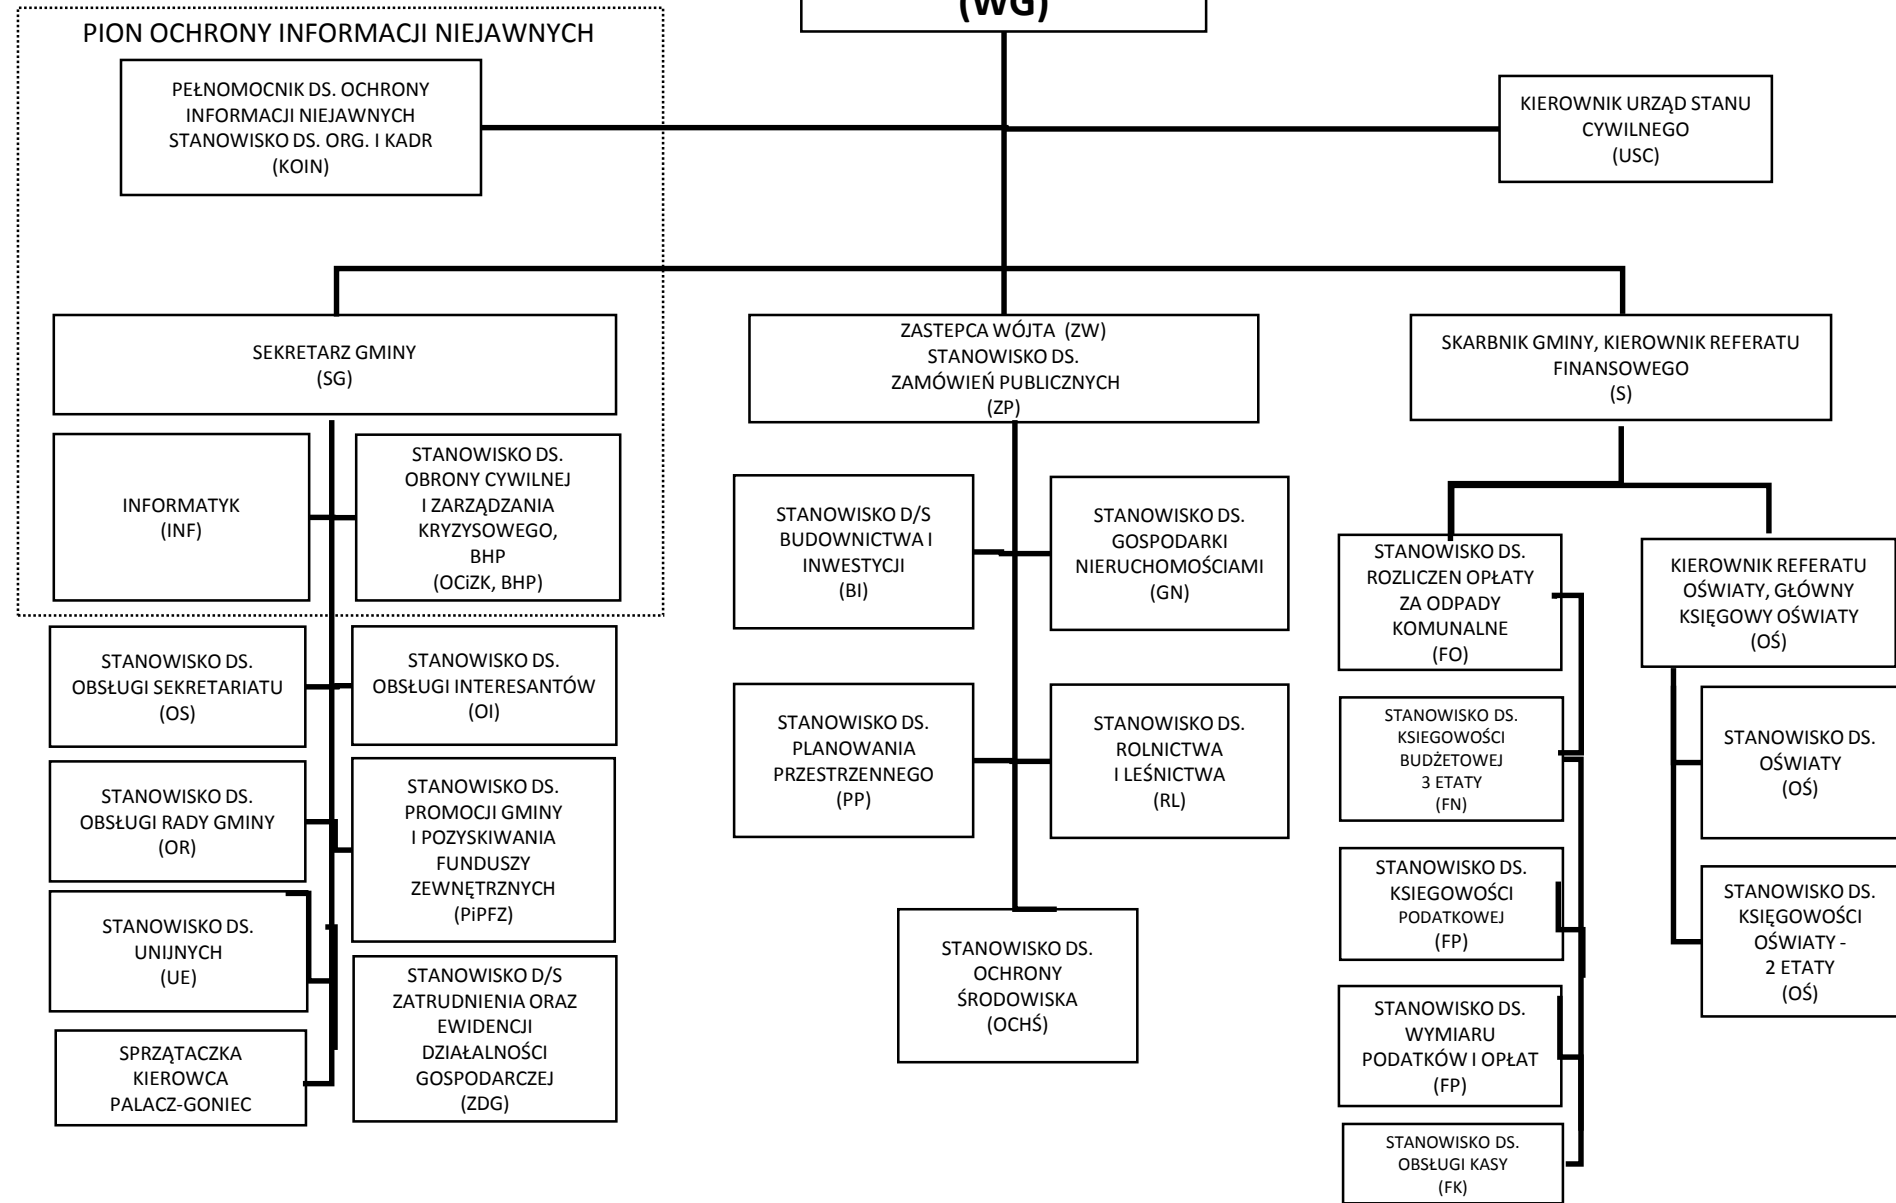 (WG)
PION OCHRONY INFORMACJI NIEJAWNYCH
PEŁNOMOCNIK DS. OCHRONY
INFORMACJI NIEJAWNYCH
STANOWISKO DS. ORG. I KADR
(KOIN)
KIEROWNIK URZĄD STANU
CYWILNEGO
(USC)
SEKRETARZ GMINY
(SG)
ZASTEPCA WÓJTA (ZW)
STANOWISKO DS.
ZAMÓWIEŃ PUBLICZNYCH
(ZP)
SKARBNIK GMINY, KIEROWNIK REFERATU
FINANSOWEGO
(S)
INFORMATYK
(INF)
STANOWISKO DS.
OBRONY CYWILNEJ
I ZARZĄDZANIA
KRYZYSOWEGO,
BHP
(OCiZK, BHP)
STANOWISKO DS.
OBSŁUGI SEKRETARIATU
(OS)
STANOWISKO DS.
OBSŁUGI INTERESANTÓW
(OI)
STANOWISKO DS.
OBSŁUGI RADY GMINY
(OR)
STANOWISKO DS.
PROMOCJI GMINY
I POZYSKIWANIA
FUNDUSZY
ZEWNĘTRZNYCH
(PiPFZ)
STANOWISKO DS.
UNIJNYCH
(UE)
STANOWISKO D/S
ZATRUDNIENIA ORAZ
EWIDENCJI
DZIAŁALNOŚCI
GOSPODARCZEJ
(ZDG)
SPRZĄTACZKA
KIEROWCA
PALACZ-GONIEC
STANOWISKO D/S
BUDOWNICTWA I
INWESTYCJI
(BI)
STANOWISKO DS.
GOSPODARKI
NIERUCHOMOŚCIAMI
(GN)
STANOWISKO DS.
PLANOWANIA
PRZESTRZENNEGO
(PP)
STANOWISKO DS.
ROLNICTWA
I LEŚNICTWA
(RL)
STANOWISKO DS.
OCHRONY
ŚRODOWISKA
(OCHŚ)
STANOWISKO DS.
ROZLICZEN OPŁATY
ZA ODPADY
KOMUNALNE
(FO)
STANOWISKO DS.
KSIEGOWOŚCI
BUDŻETOWEJ
3 ETATY
(FN)
STANOWISKO DS.
KSIEGOWOŚCI
PODATKOWEJ
(FP)
STANOWISKO DS.
WYMIARU
PODATKÓW I OPŁAT
(FP)
STANOWISKO DS.
OBSŁUGI KASY
(FK)
KIEROWNIK REFERATU
OŚWIATY, GŁÓWNY
KSIĘGOWY OŚWIATY
(OŚ)
STANOWISKO DS.
OŚWIATY
(OŚ)
STANOWISKO DS.
KSIĘGOWOŚCI
OŚWIATY -
2 ETATY
(OŚ)